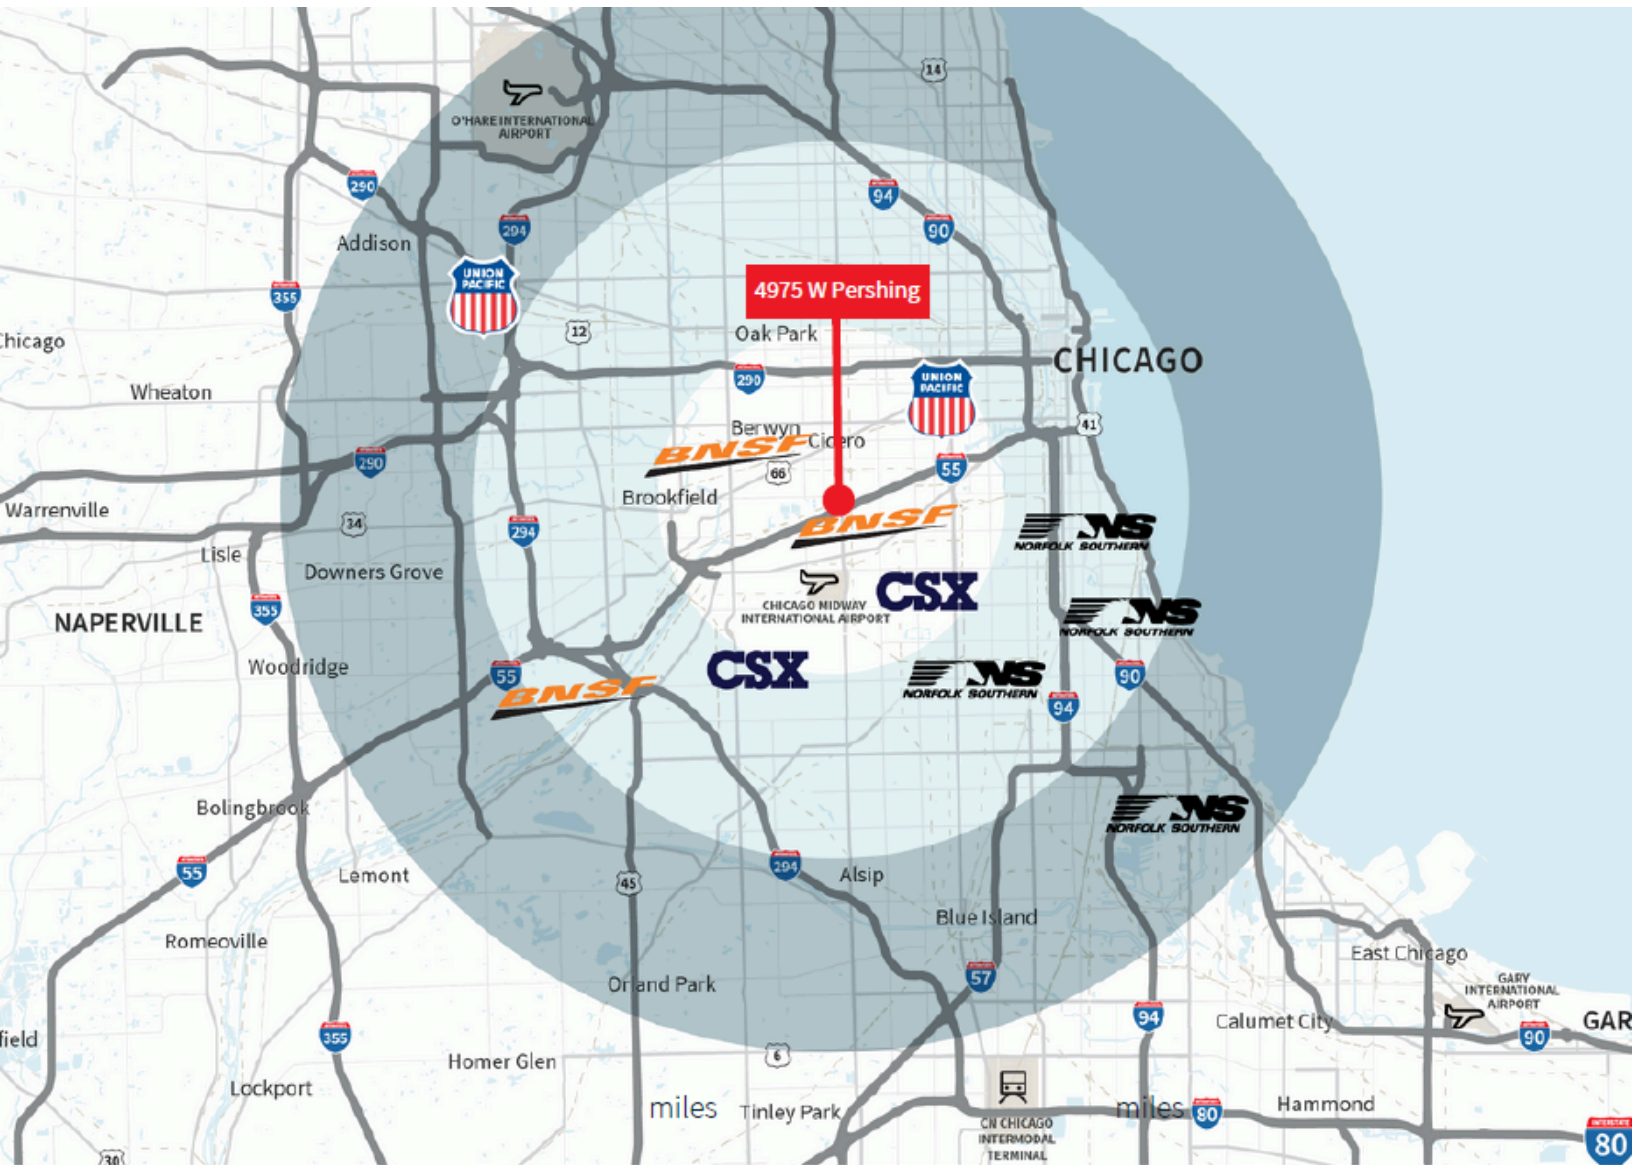 14
O'HARE INTERNATIONAL
AIRPORT
290
94
294
90
Addison
UNION
PACIFIC
4975 W Pershing
355
12
Oak Park
Chicago
CHICAGO
290
UNION
PACIFIC
Wheaton
Berwyn
41
Cicero
BNSF
290
66
55
Brookfield
Warrenville
34
BNSF
294
NS
NORFOLK SOUTHERN
Lisle
Downers Grove
CSX
355
CHICAGO MIDWAY
INTERNATIONAL AIRPORT
NS
NORFOLK SOUTHERN
NAPERVILLE
Woodridge
CSX
55
BNSF
NS
NORFOLK SOUTHERN
90
94
Bolingbrook
NS
NORFOLK SOUTHERN
55
Lemont
294
Alsip
45
Blue Island
Romeoville
East Chicago
Orland Park
57
GARY
INTERNATIONAL
AIRPORT
94
Calumet City
GAR
field
355
90
6
Homer Glen
Lockport
miles
Tinley Park
miles
80
Hammond
CN CHICAGO
INTERMODAL
TERMINAL
INTERSTATE
80
30